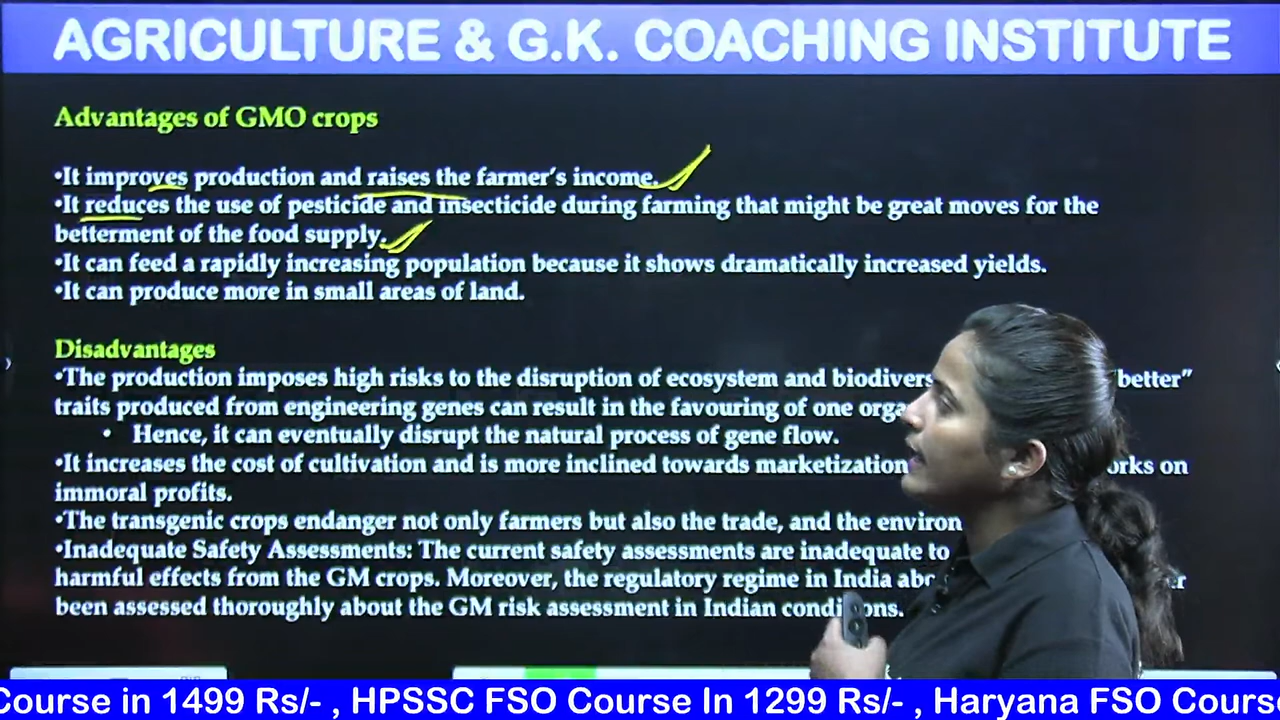 AGRICULTURE & G.K. COACHING INSTITUTE
Advantages of GMO crops
•It improves production and raises the farmer's income.
•It reduces the use of pesticide and insecticide during farming that might be great moves for the
betterment of the food supply.
•It can feed a rapidly increasing population because it shows dramatically increased yields.
•It can produce more in small areas of land.
Disadvantages
•The production imposes high risks to the disruption of ecosystem and "better"
traits produced from engineering genes can result in the favouring of one
• Hence, it can eventually disrupt the natural process of gene flow.
•It increases the cost of cultivation and is more inclined towards marketization on
immoral profits.
•The transgenic crops endanger not only farmers but also the trade, and the
•Inadequate Safety Assessments: The current safety assessments are inadequate to
harmful effects from the GM crops. Moreover, the regulatory regime in India
been assessed thoroughly about the GM risk assessment in Indian
Course in 1499 Rs/- , HPSSC FSO Course In 1299 Rs/- , Haryana FSO